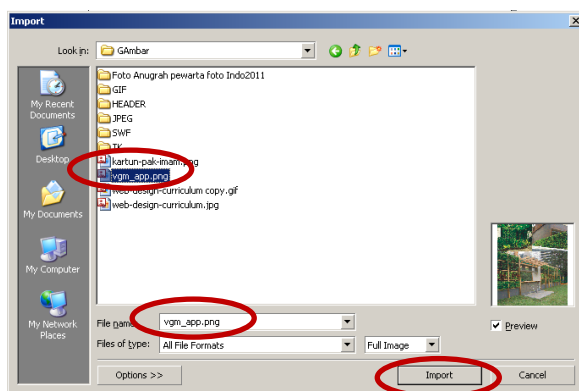 Import
Look in: GAmbar
My Recent
Documents
Desktop
My Documents
My Computer
My Network
Places
Foto Anugrah pewarta foto Indo2011
GIF
HEADER
JPEG
SWF
TK
kartun-pak-imam.png
vgm_app.png
web-design-curriculum copy.gif
web-design-curriculum.jpg
File name: vgm_app.png
Files of type: All File Formats Full Image
Preview
Options >> Import Cancel